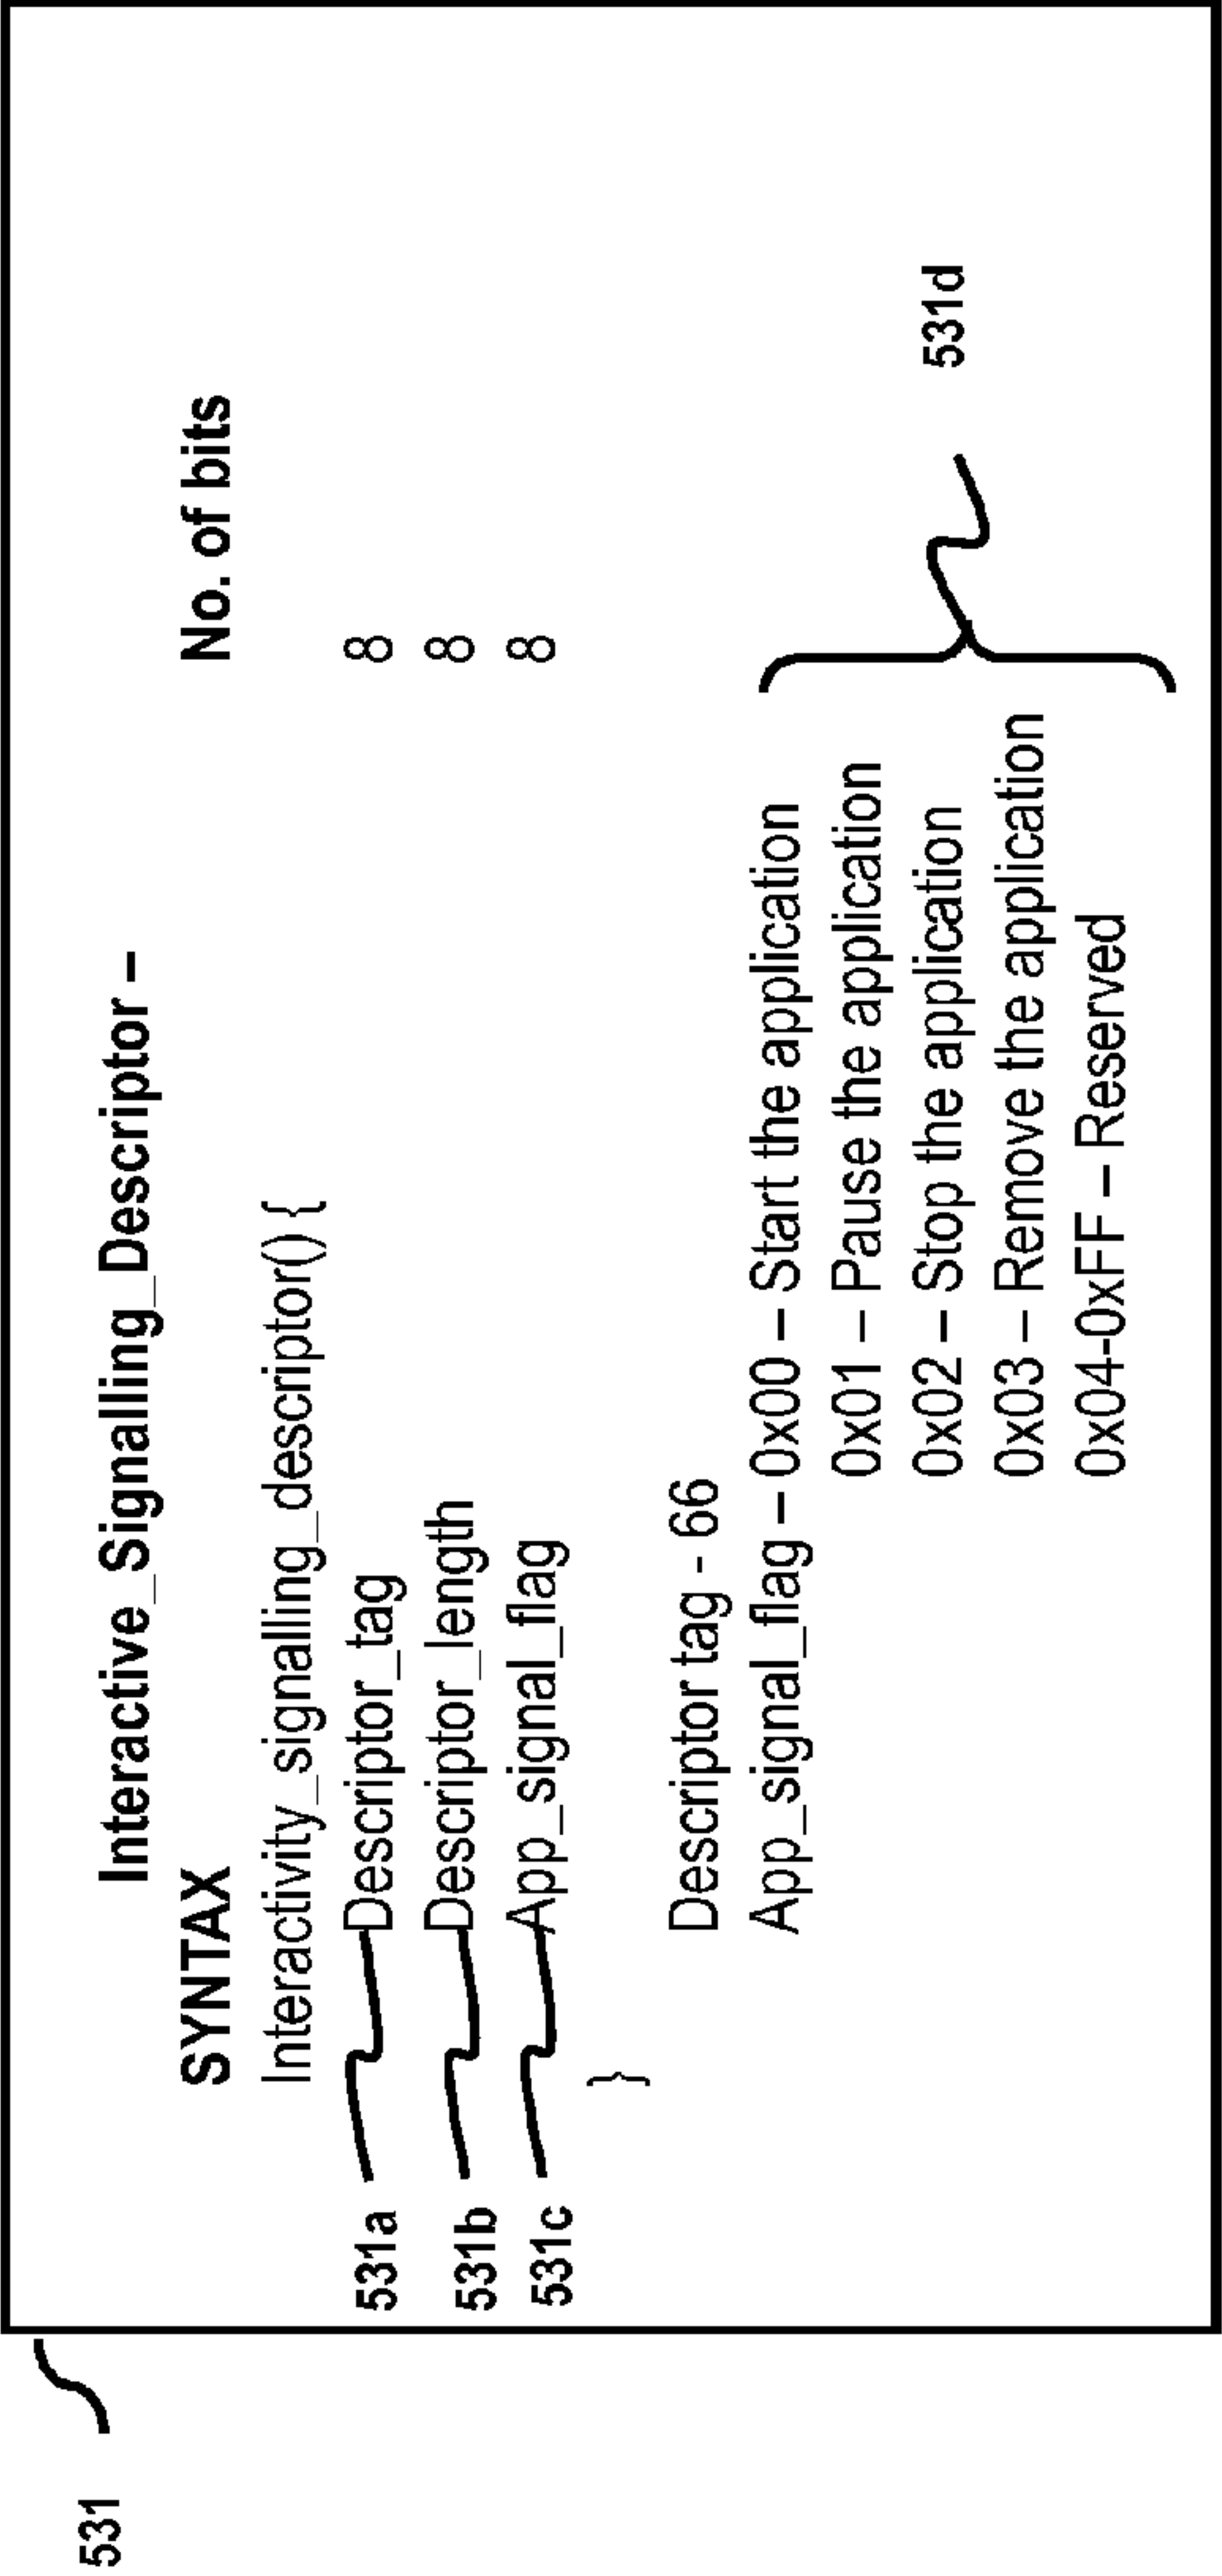 531
Interactive_Signalling_Descriptor –
SYNTAX No. of bits
Interactivity_signalling_descriptor() {
531a Descriptor_tag 8
531b Descriptor_length 8
531c App_signal_flag 8
}
Descriptor tag - 66
App_signal_flag – 0x00 – Start the application
0x01 – Pause the application
0x02 – Stop the application
0x03 – Remove the application
0x04-0xFF – Reserved
531d